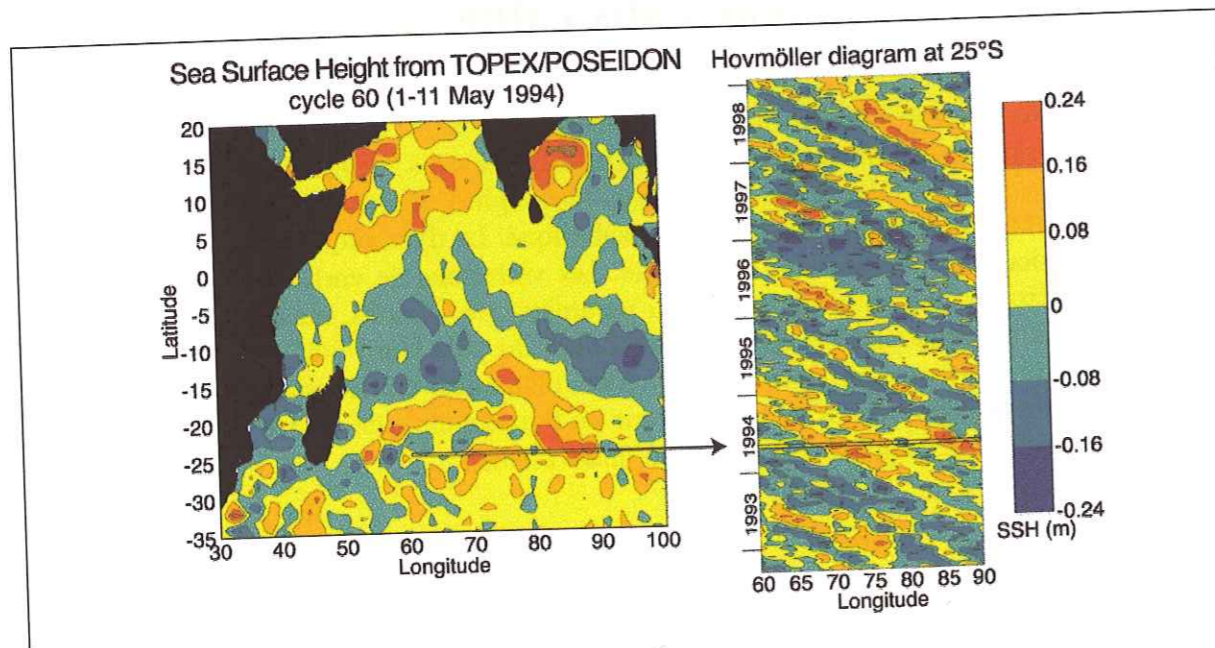 Sea Surface Height from TOPEX/POSEIDON
cycle 60 (1-11 May 1994)
20
15
10
5
0
-5
-10
-15
-20
-25
-30
-35
Latitude
30 40 50 60 70 80 90 100
Longitude
Hovmöller diagram at 25°S
1998
1997
1996
1995
1994
1993
60 65 70 75 80 85 90
Longitude
0.24
0.16
0.08
0
-0.08
-0.16
-0.24
SSH (m)